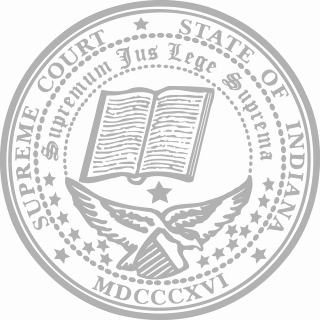 SUPREME COURT ★ STATE OF INDIANA
Supremum Jus Lege Suprema
MDCCCXVI